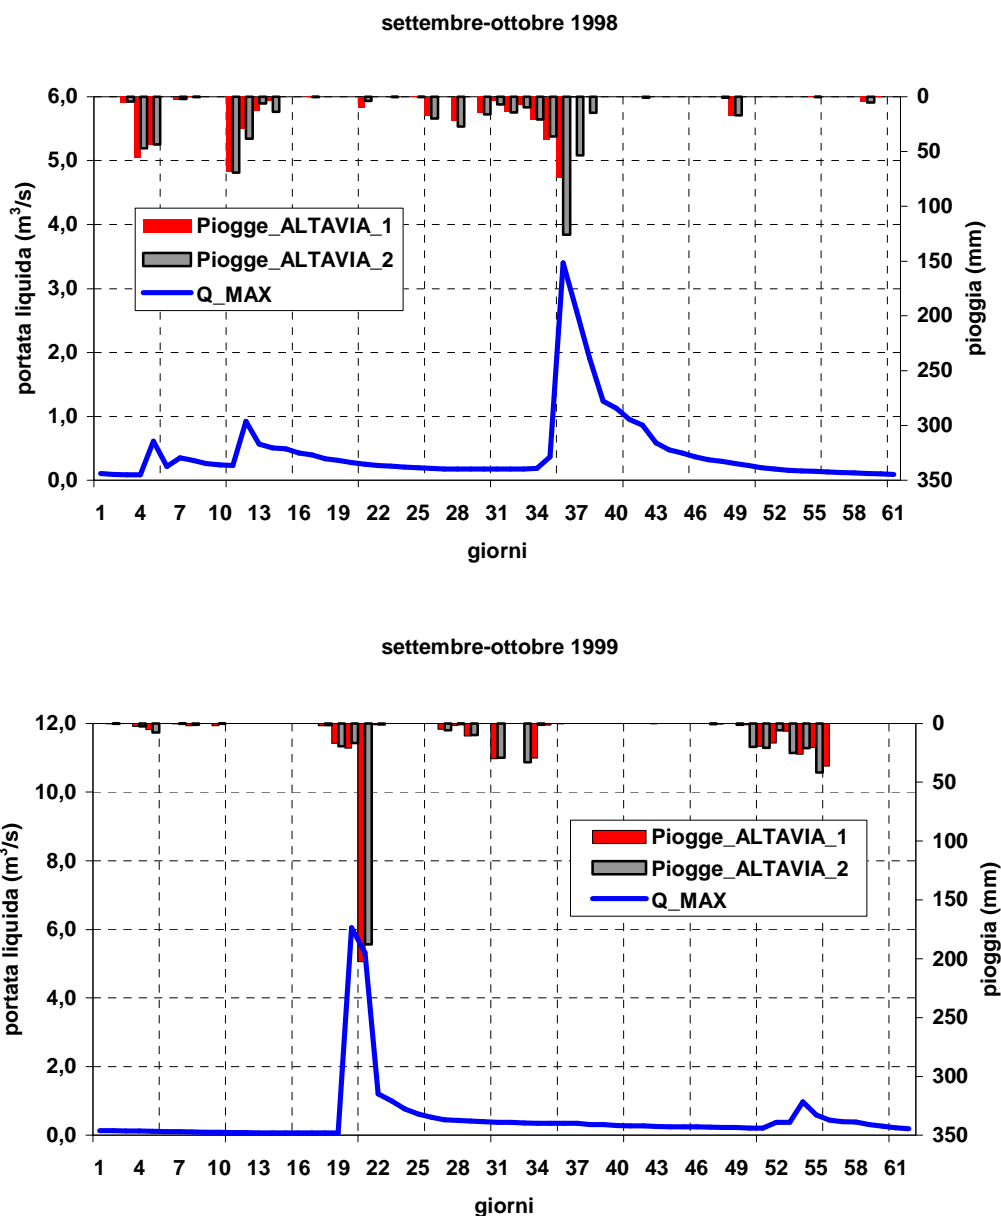 settembre-ottobre 1998
6,0
5,0
4,0
3,0
2,0
1,0
0,0
portata liquida (m³/s)
0
50
100
150
200
250
300
350
pioggia (mm)
Piogge_ALTAVIA_1
Piogge_ALTAVIA_2
Q_MAX
1 4 7 10 13 16 19 22 25 28 31 34 37 40 43 46 49 52 55 58 61
giorni
settembre-ottobre 1999
12,0
10,0
8,0
6,0
4,0
2,0
0,0
portata liquida (m³/s)
0
50
100
150
200
250
300
350
pioggia (mm)
Piogge_ALTAVIA_1
Piogge_ALTAVIA_2
Q_MAX
1 4 7 10 13 16 19 22 25 28 31 34 37 40 43 46 49 52 55 58 61
giorni